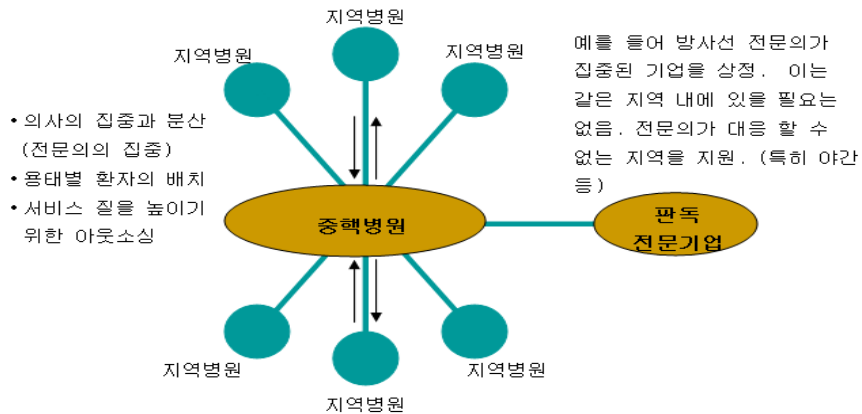 지역병원
지역병원
지역병원
예를 들어 방사선 전문의가
집중된 기업을 상정. 이는
같은 지역 내에 있을 필요는
없음. 전문의가 대응 할 수
없는 지역을 지원. (특히 야간
등)
• 의사의 집중과 분산
(전문의의 집중)
• 용태별 환자의 배치
• 서비스 질을 높이기
위한 아웃소싱
중핵병원
판독
전문기업
지역병원
지역병원
지역병원